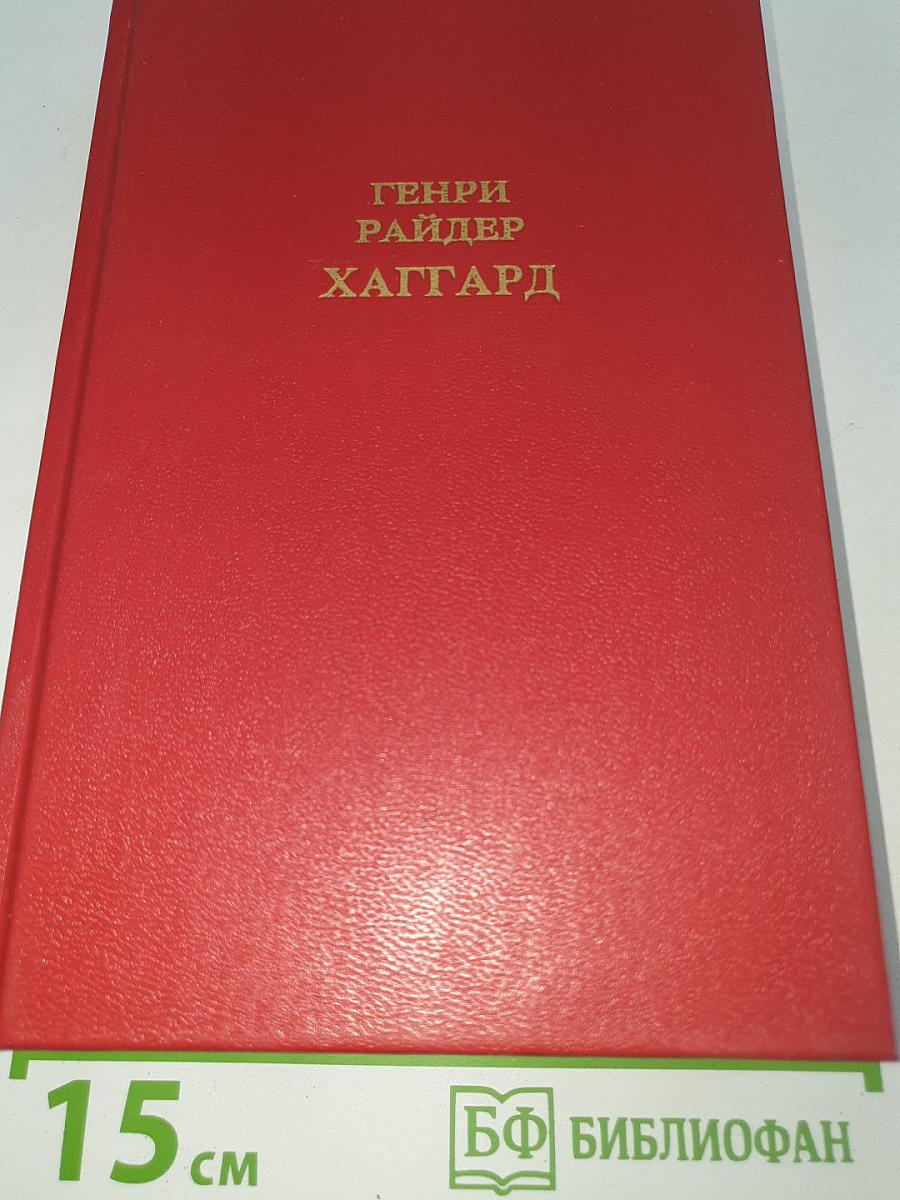 ГЕНРИ
РАЙДЕР
ХАГГАРД
15 см
БФ БИБЛИОФАН